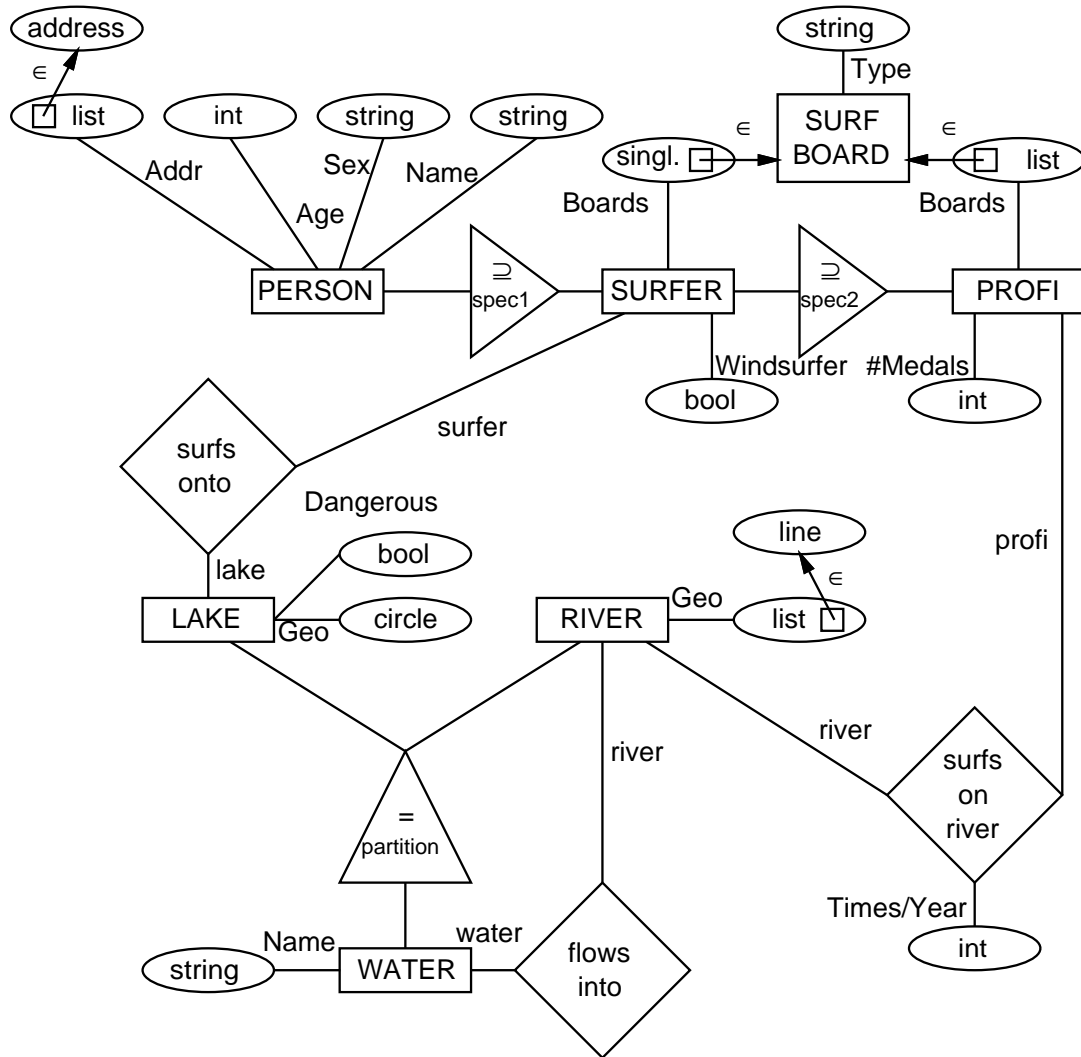 address
string
∈
Type
list
int
string
string
SURF
BOARD
∈
∈
singl.
list
Addr
Sex
Name
Age
Boards
Boards
PERSON
⊇
spec1
SURFER
⊇
spec2
PROFI
Windsurfer
#Medals
bool
int
surfer
surfs
onto
Dangerous
line
profi
bool
lake
∈
LAKE
Geo
circle
RIVER
Geo
list
river
river
surfs
on
river
=
partition
Times/Year
int
Name
water
string
WATER
flows
into